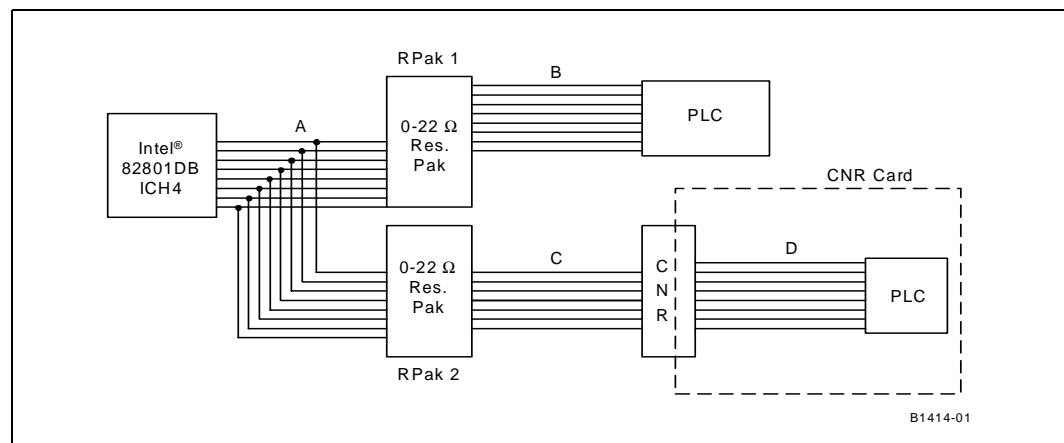 RPak 1
B
PLC
A
0-22 Ω
Res.
Pak
Intel®
82801DB
ICH4
CNR Card
0-22 Ω
Res.
Pak
C
C
N
R
D
PLC
RPak 2
B1414-01